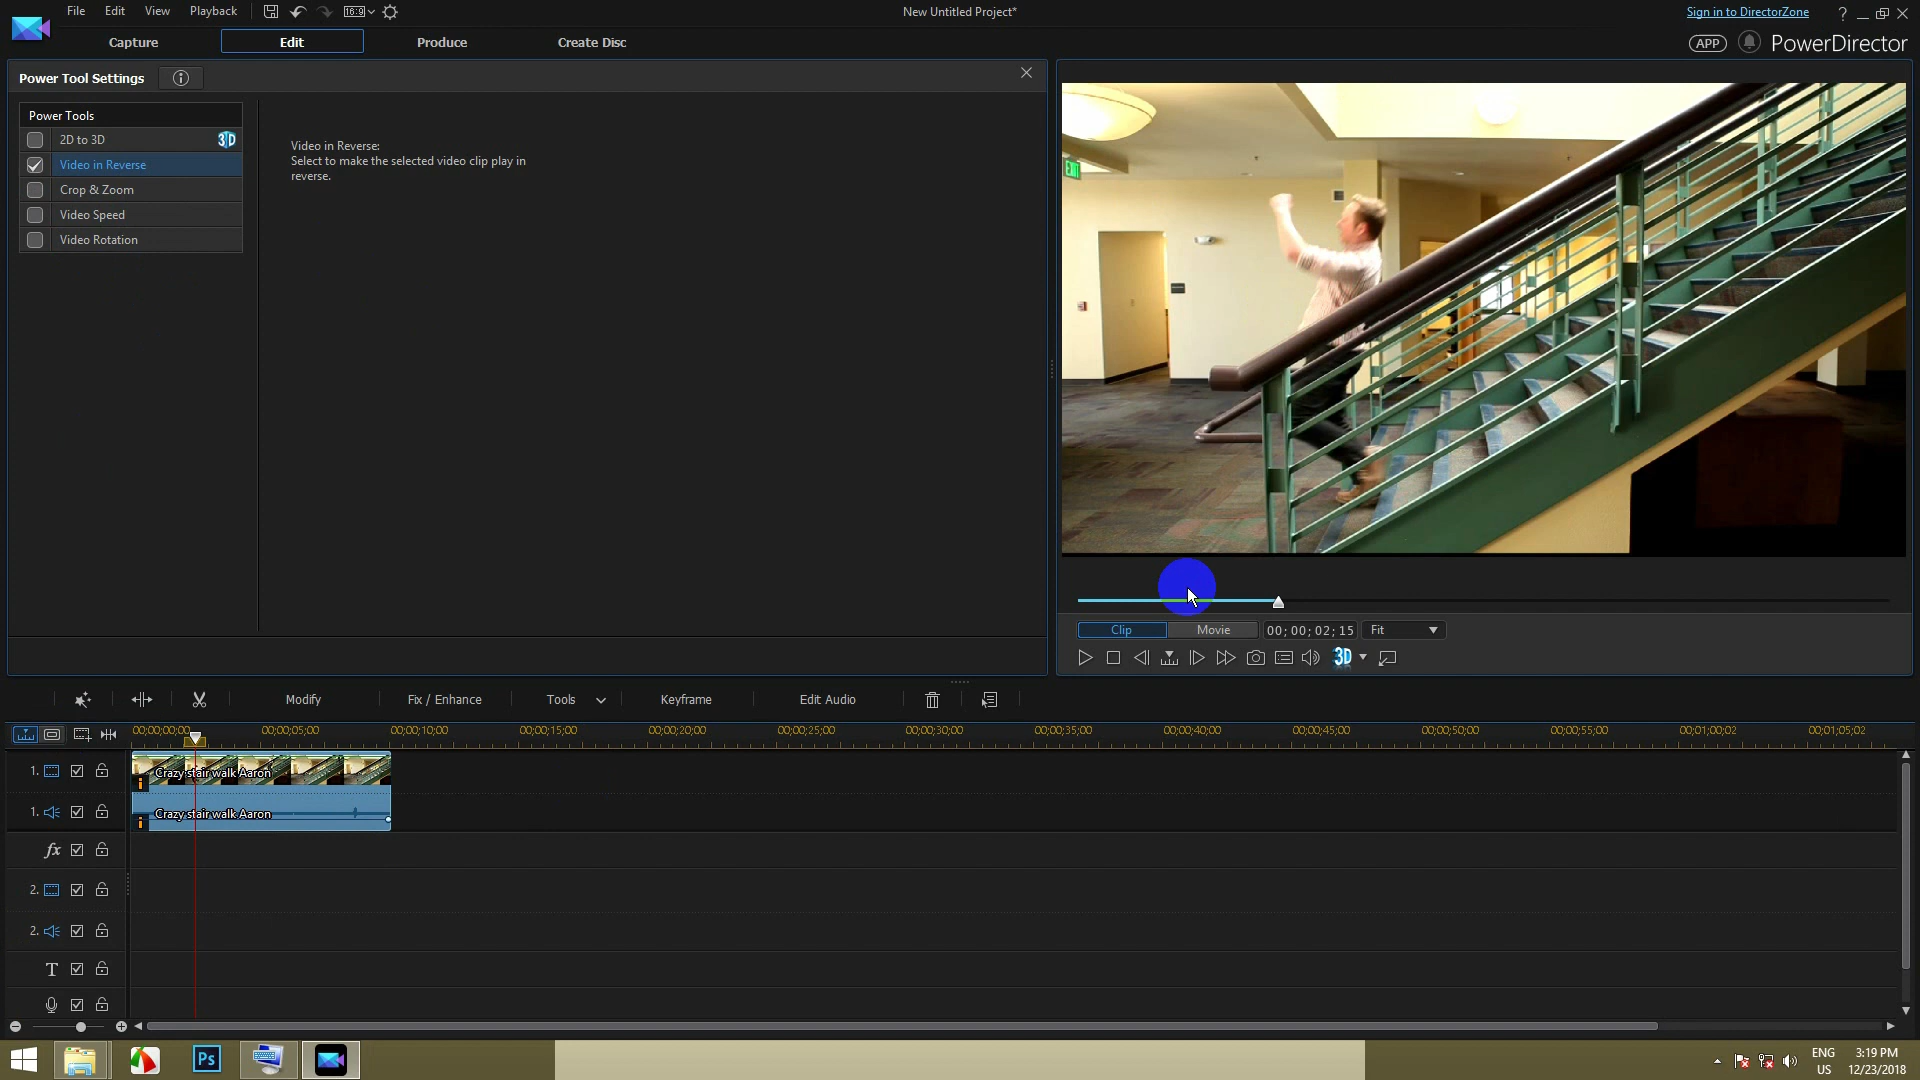 File Edit View Playback 16:9 New Untitled Project* Sign in to DirectorZone ?
Capture Edit Produce Create Disc APP PowerDirector
Power Tool Settings
Power Tools
2D to 3D 3D
Video in Reverse
Crop & Zoom
Video Speed
Video Rotation
Video in Reverse:
Select to make the selected video clip play in
reverse.
EXIT
Clip Movie 00; 00; 02; 15 Fit
3D
Modify Fix / Enhance Tools Keyframe Edit Audio
00;00;00;00 00;00;05;00 00;00;10;00 00;00;15;00 00;00;20;00 00;00;25;00 00;00;30;00 00;00;35;00 00;00;40;00 00;00;45;00 00;00;50;00 00;00;55;00 00;01;00;02 00;01;05;02
1. Crazy stair walk Aaron
1. Crazy stair walk Aaron
fx
2.
2.
T
Ps ENG 3:19 PM
US 12/23/2018